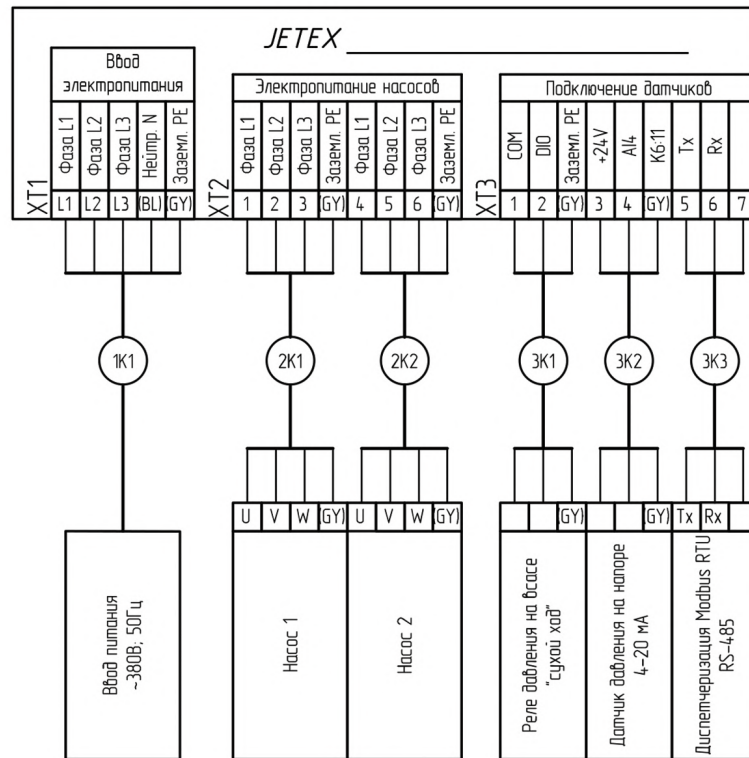 JETEX
Ввод
электропитания
Электропитание насосов
Подключение датчиков
Фаза L1
Фаза L2
Фаза L3
Нейтр. N
Заземл. PE
Фаза L1
Фаза L2
Фаза L3
Заземл. PE
Фаза L1
Фаза L2
Фаза L3
Заземл. PE
COM
DI0
Заземл. PE
+24V
AI4
K6:11
Tx
Rx
XT1
L1
L2
L3
(BL)
(GY)
XT2
1
2
3
(GY)
4
5
6
(GY)
XT3
1
2
(GY)
3
4
(GY)
5
6
7
1K1
2K1
2K2
3K1
3K2
3K3
U
V
W
(GY)
U
V
W
(GY)
(GY)
(GY)
Tx
Rx
Ввод питания
~380В; 50Гц
Насос 1
Насос 2
Реле давления на всасе
"сухой ход"
Датчик давления на напоре
4-20 мА
Диспетчеризация Modbus RTU
RS-485